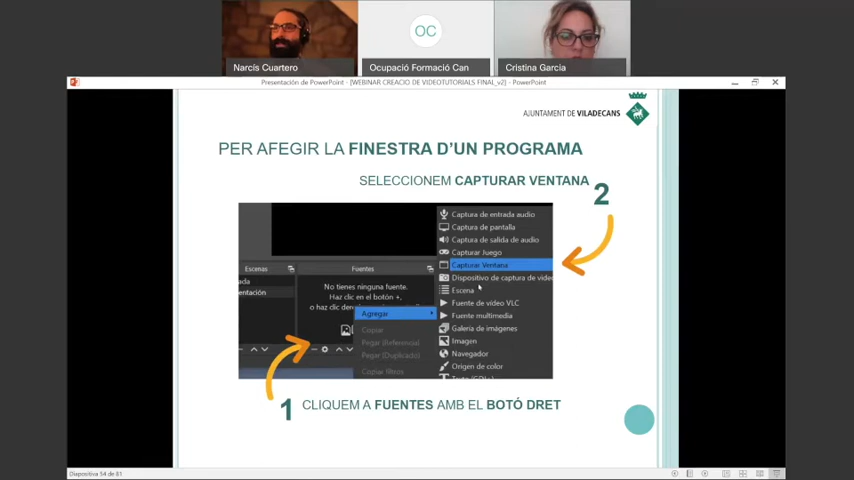 OC
Narcís Cuartero
Ocupació Formació Can
Cristina Garcia
Presentación de PowerPoint - [WEBINAR CREACIO DE VIDEOTUTORIALS FINAL_v2] - PowerPoint
AJUNTAMENT DE VILADECANS
PER AFEGIR LA FINESTRA D'UN PROGRAMA
SELECCIONEM CAPTURAR VENTANA
2
Captura de entrada audio
Captura de pantalla
Captura de salida de audio
Capturar Juego
Capturar Ventana
Dispositivo de captura de vídeo
Escena
Fuente de vídeo VLC
Fuente multimedia
Galería de imágenes
Imagen
Navegador
Origen de color
Texto (GDI+)
Escenas
Fuentes
No tienes ninguna fuente.
Haz clic en el botón +,
Agregar
Copiar
Pegar (Referencia)
Pegar (Duplicado)
Copiar filtros
1
CLIQUEM A FUENTES AMB EL BOTÓ DRET
Diapositiva 54 de 81